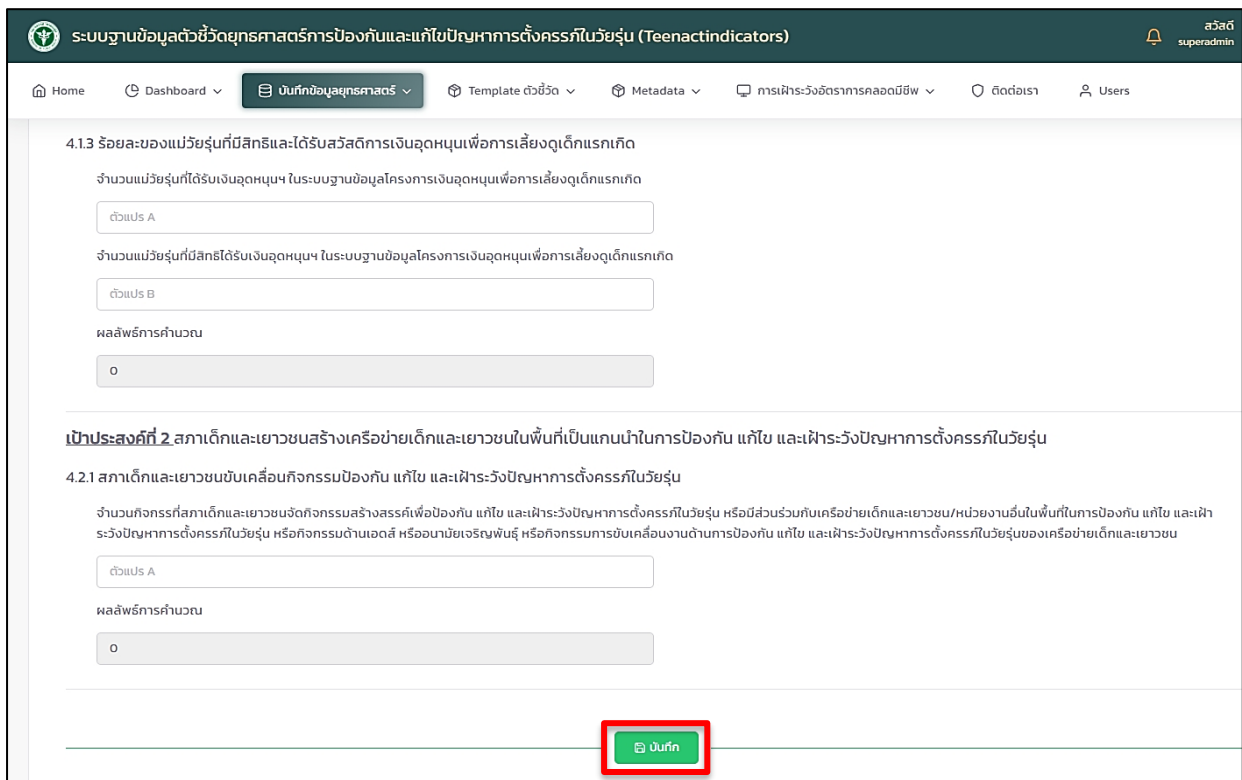 ระบบฐานข้อมูลตัวชี้วัดยุทธศาสตร์การป้องกันและแก้ไขปัญหาการตั้งครรภ์ในวัยรุ่น (Teenactindicators)
สวัสดี
superadmin
Home Dashboard บันทึกข้อมูลยุทธศาสตร์ Template ตัวชี้วัด Metadata การเฝ้าระวังอัตราการคลอดมีชีพ ติดต่อเรา Users
4.1.3 ร้อยละของแม่วัยรุ่นที่มีสิทธิและได้รับสวัสดิการเงินอุดหนุนเพื่อการเลี้ยงดูเด็กแรกเกิด
จำนวนแม่วัยรุ่นที่ได้รับเงินอุดหนุนฯ ในระบบฐานข้อมูลโครงการเงินอุดหนุนเพื่อการเลี้ยงดูเด็กแรกเกิด
ตัวแปร A
จำนวนแม่วัยรุ่นที่มีสิทธิได้รับเงินอุดหนุนฯ ในระบบฐานข้อมูลโครงการเงินอุดหนุนเพื่อการเลี้ยงดูเด็กแรกเกิด
ตัวแปร B
ผลลัพธ์การคำนวณ
0
เป้าประสงค์ที่ 2 สภาเด็กและเยาวชนสร้างเครือข่ายเด็กและเยาวชนในพื้นที่เป็นแกนนำในการป้องกัน แก้ไข และเฝ้าระวังปัญหาการตั้งครรภ์ในวัยรุ่น
4.2.1 สภาเด็กและเยาวชนขับเคลื่อนกิจกรรมป้องกัน แก้ไข และเฝ้าระวังปัญหาการตั้งครรภ์ในวัยรุ่น
จำนวนกิจกรรที่สภาเด็กและเยาวชนจัดกิจกรรมสร้างสรรค์เพื่อป้องกัน แก้ไข และเฝ้าระวังปัญหาการตั้งครรภ์ในวัยรุ่น หรือมีส่วนร่วมกับเครือข่ายเด็กและเยาวชน/หน่วยงานอื่นในพื้นที่ในการป้องกัน แก้ไข และเฝ้า
ระวังปัญหาการตั้งครรภ์ในวัยรุ่น หรือกิจกรรมด้านเอดส์ หรืออนามัยเจริญพันธุ์ หรือกิจกรรมการขับเคลื่อนงานด้านการป้องกัน แก้ไข และเฝ้าระวังปัญหาการตั้งครรภ์ในวัยรุ่นของเครือข่ายเด็กและเยาวชน
ตัวแปร A
ผลลัพธ์การคำนวณ
0
บันทึก